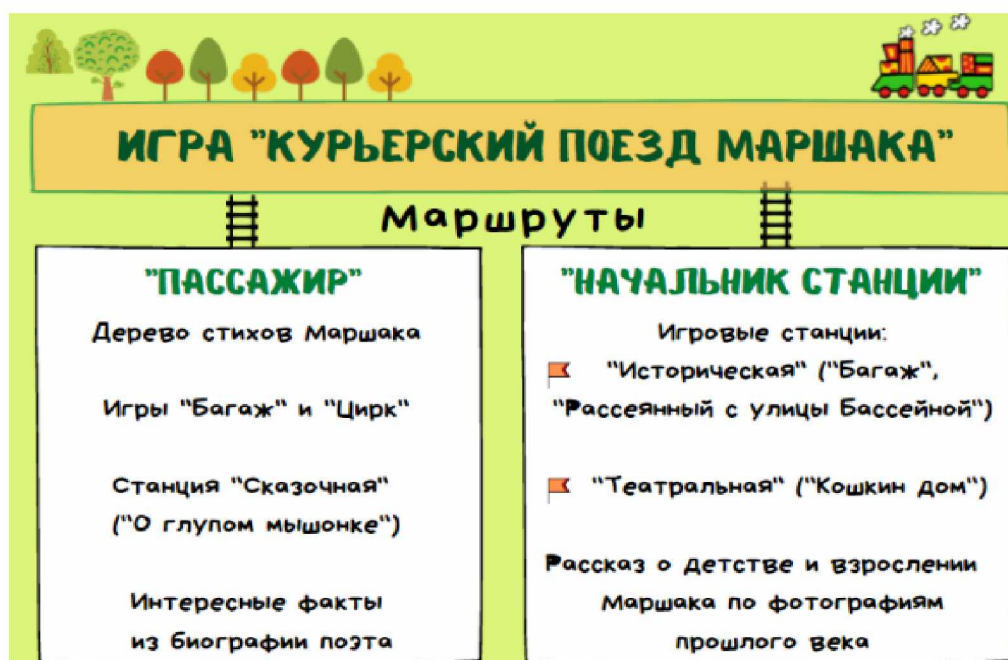 ИГРА "КУРЬЕРСКИЙ ПОЕЗД МАРШАКА"
Маршруты
"ПАССАЖИР"
Дерево стихов Маршака
Игры "Багаж" и "Цирк"
Станция "Сказочная"
("О глупом мышонке")
Интересные факты
из биографии поэта
"НАЧАЛЬНИК СТАНЦИИ"
Игровые станции:
"Историческая" ("Багаж",
"Рассеянный с улицы Бассейной")
"Театральная" ("Кошкин дом")
Рассказ о детстве и взрослении
Маршака по фотографиям
прошлого века